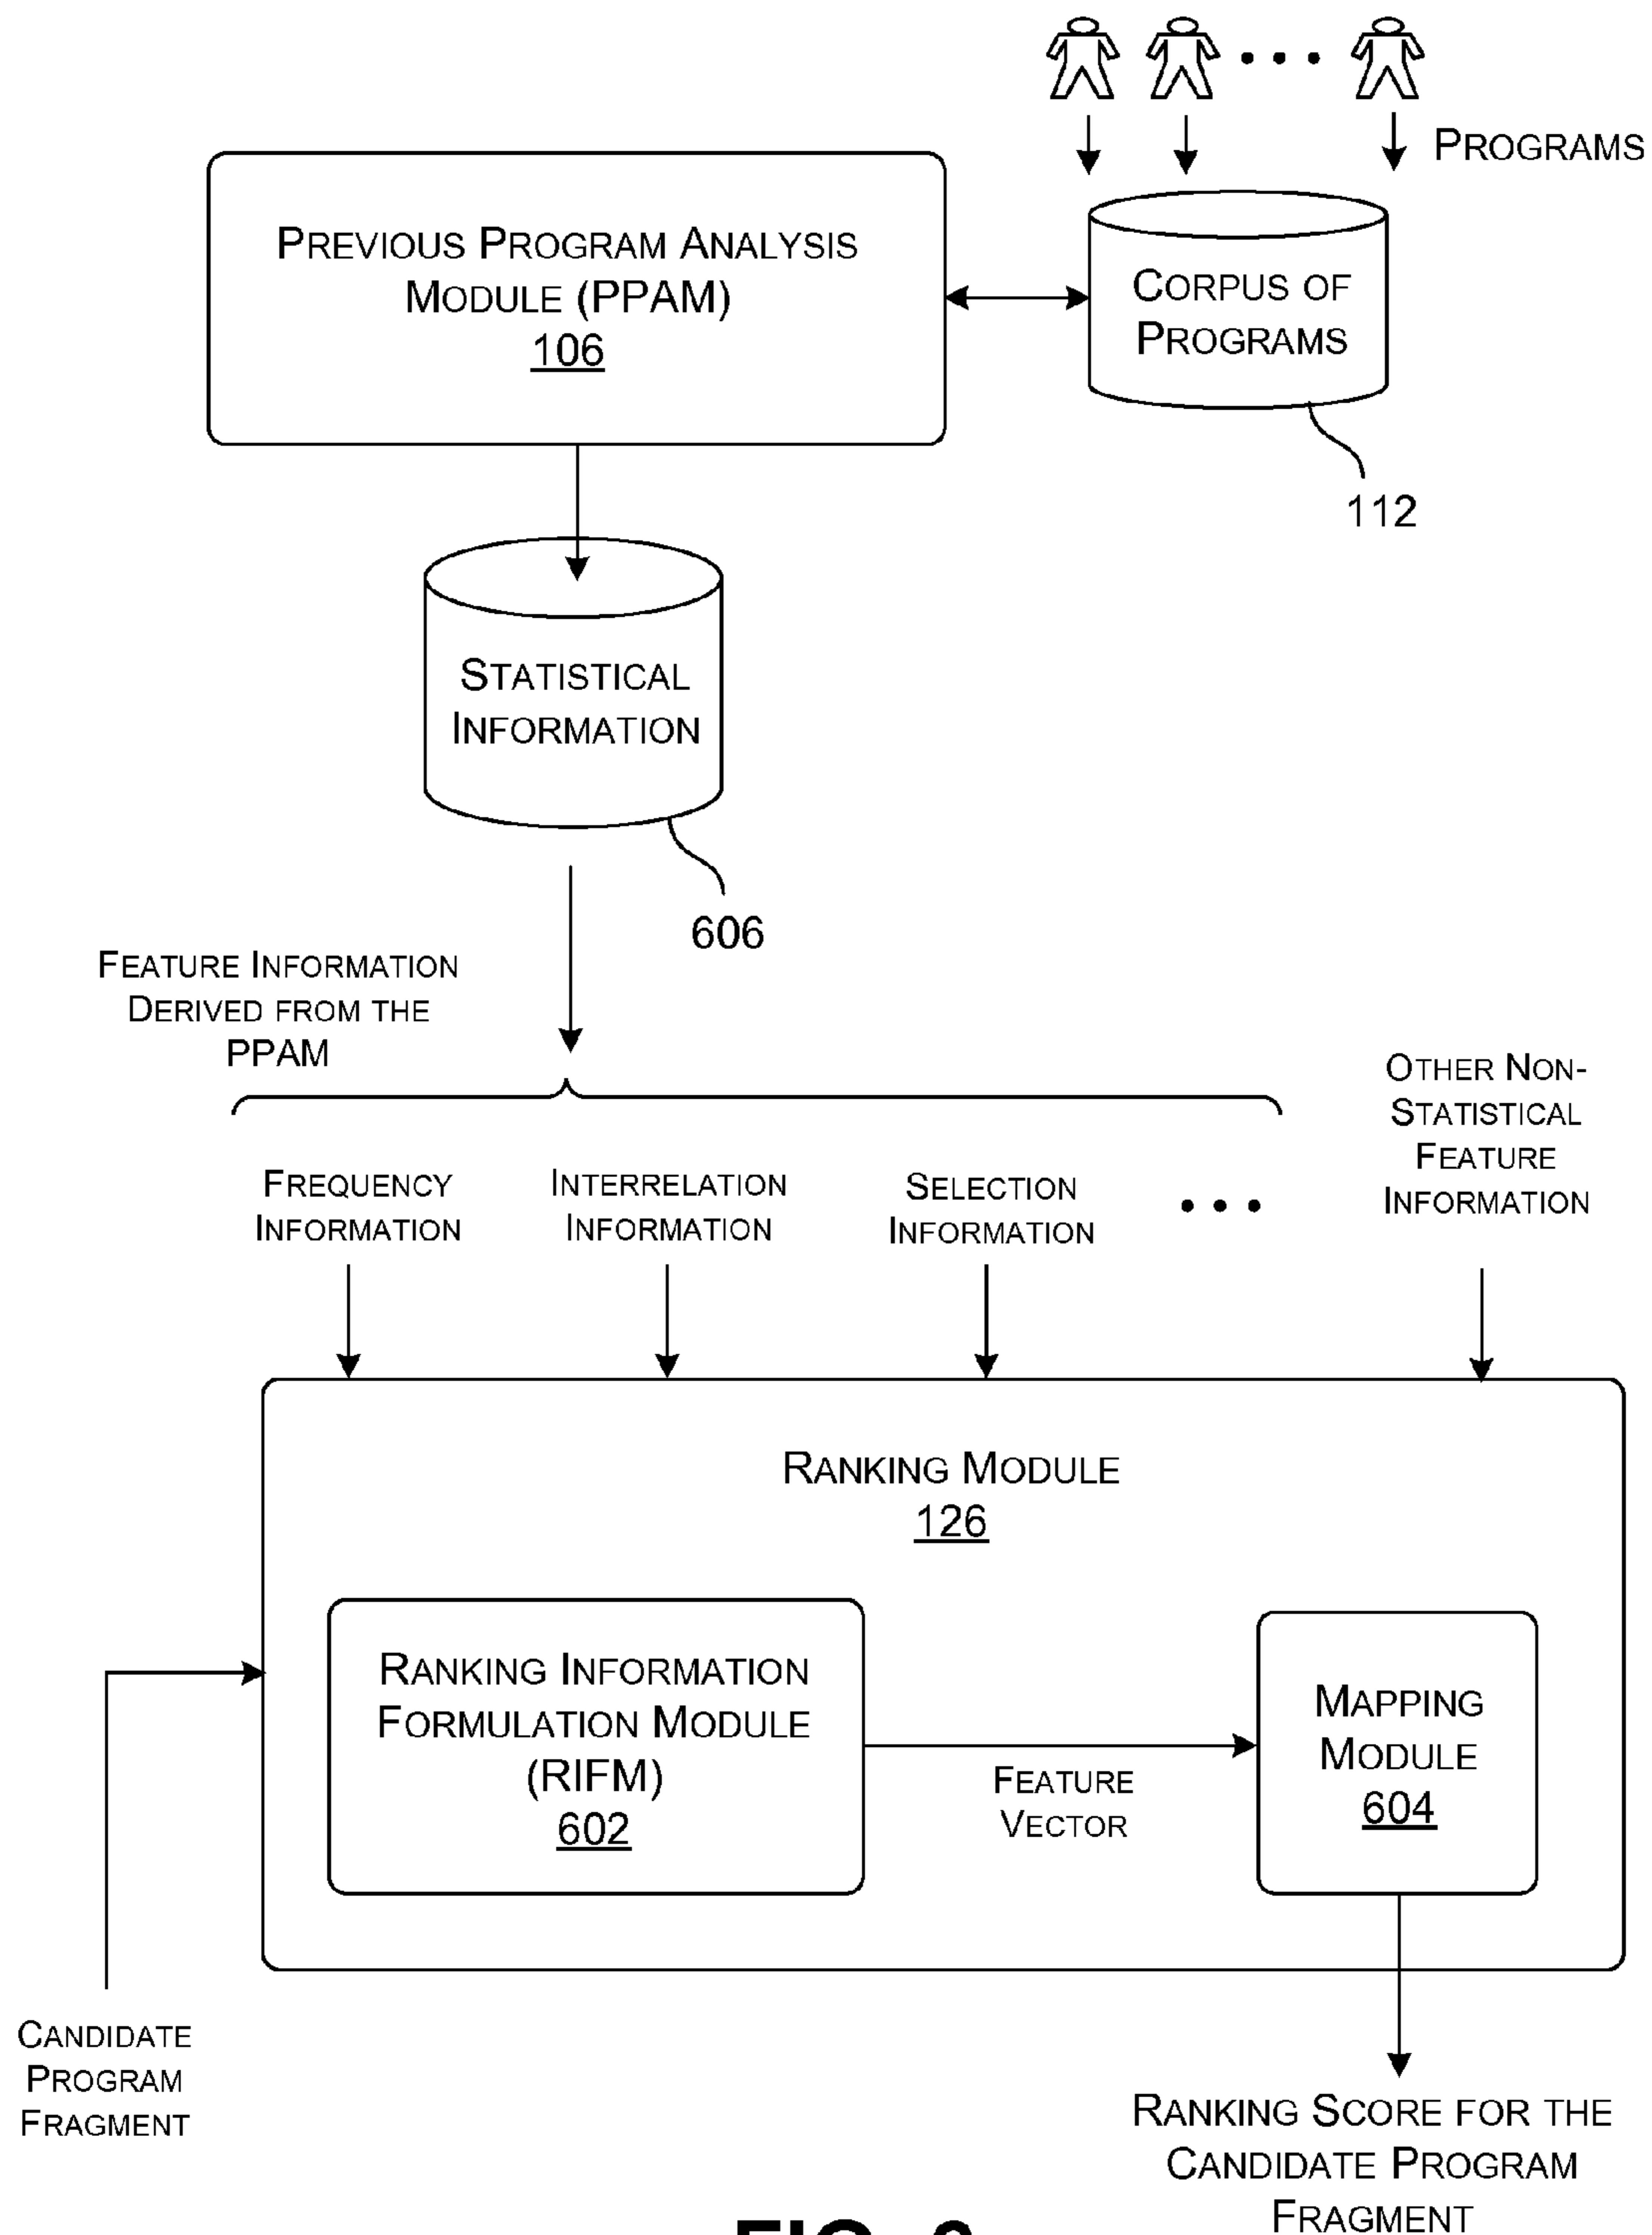 PROGRAMS
PREVIOUS PROGRAM ANALYSIS
MODULE (PPAM)
106
CORPUS OF
PROGRAMS
112
STATISTICAL
INFORMATION
606
FEATURE INFORMATION
DERIVED FROM THE
PPAM
OTHER NON-
STATISTICAL
FEATURE
INFORMATION
FREQUENCY
INFORMATION
INTERRELATION
INFORMATION
SELECTION
INFORMATION
• • •
RANKING MODULE
126
RANKING INFORMATION
FORMULATION MODULE
(RIFM)
602
FEATURE
VECTOR
MAPPING
MODULE
604
CANDIDATE
PROGRAM
FRAGMENT
RANKING SCORE FOR THE
CANDIDATE PROGRAM
FRAGMENT